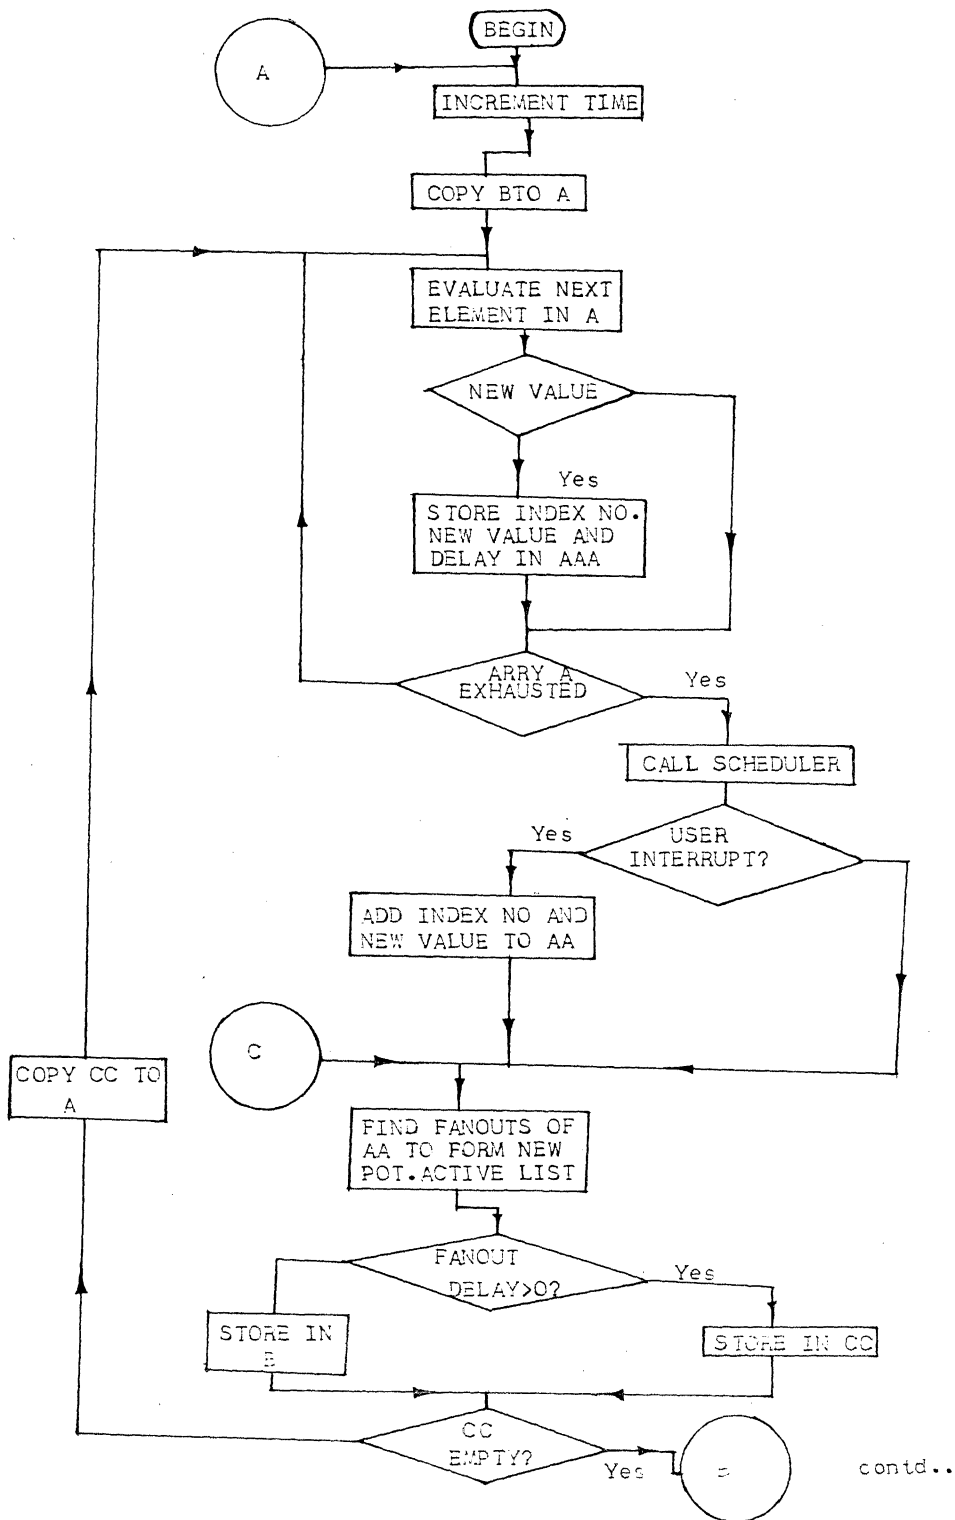 BEGIN
A
INCREMENT TIME
COPY BTO A
EVALUATE NEXT
ELEMENT IN A
NEW VALUE
Yes
STORE INDEX NO.
NEW VALUE AND
DELAY IN AAA
ARRY A
EXHAUSTED
Yes
CALL SCHEDULER
USER
INTERRUPT?
Yes
ADD INDEX NO AND
NEW VALUE TO AA
C
COPY CC TO
A
FIND FANOUTS OF
AA TO FORM NEW
POT.ACTIVE LIST
FANOUT
DELAY>0?
Yes
STORE IN
B
STORE IN CC
CC
EMPTY?
Yes
contd..